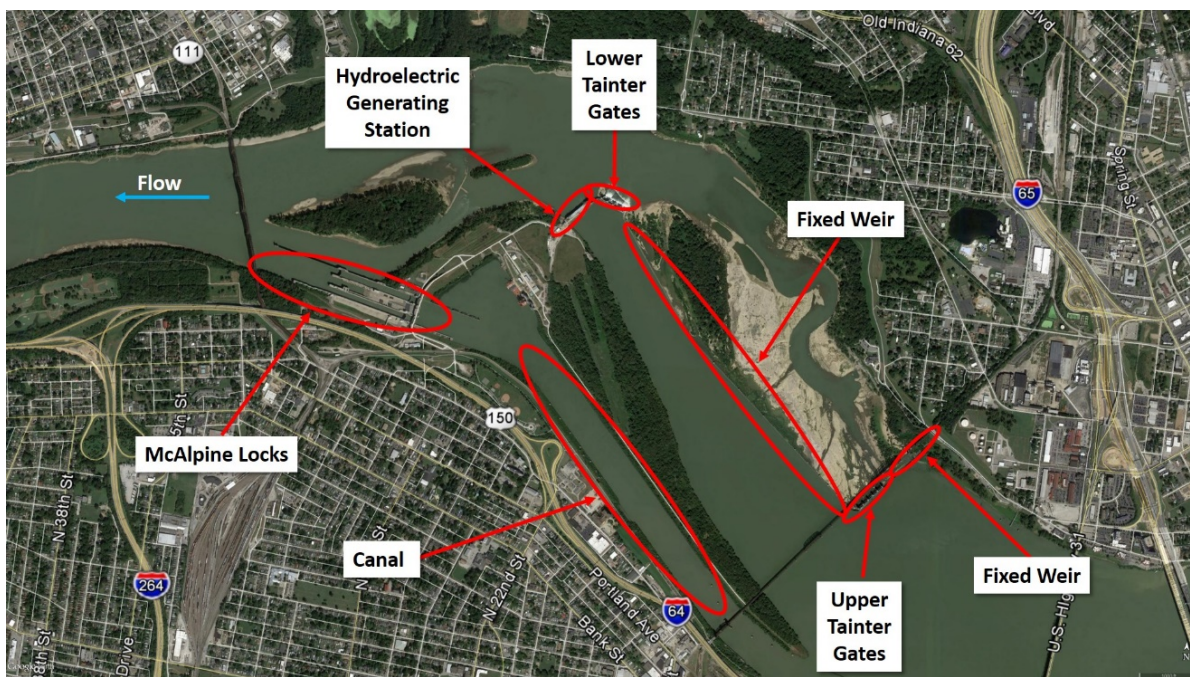 111
Old Indiana 62
Blvd
Hydroelectric
Generating
Station
Lower
Tainter
Gates
Spring St
65
Flow
Fixed Weir
150
McAlpine Locks
N 38th St
264
Canal
N 22nd St
Portland Ave
Bank St
64
Upper
Tainter
Gates
Fixed Weir
Drive
N